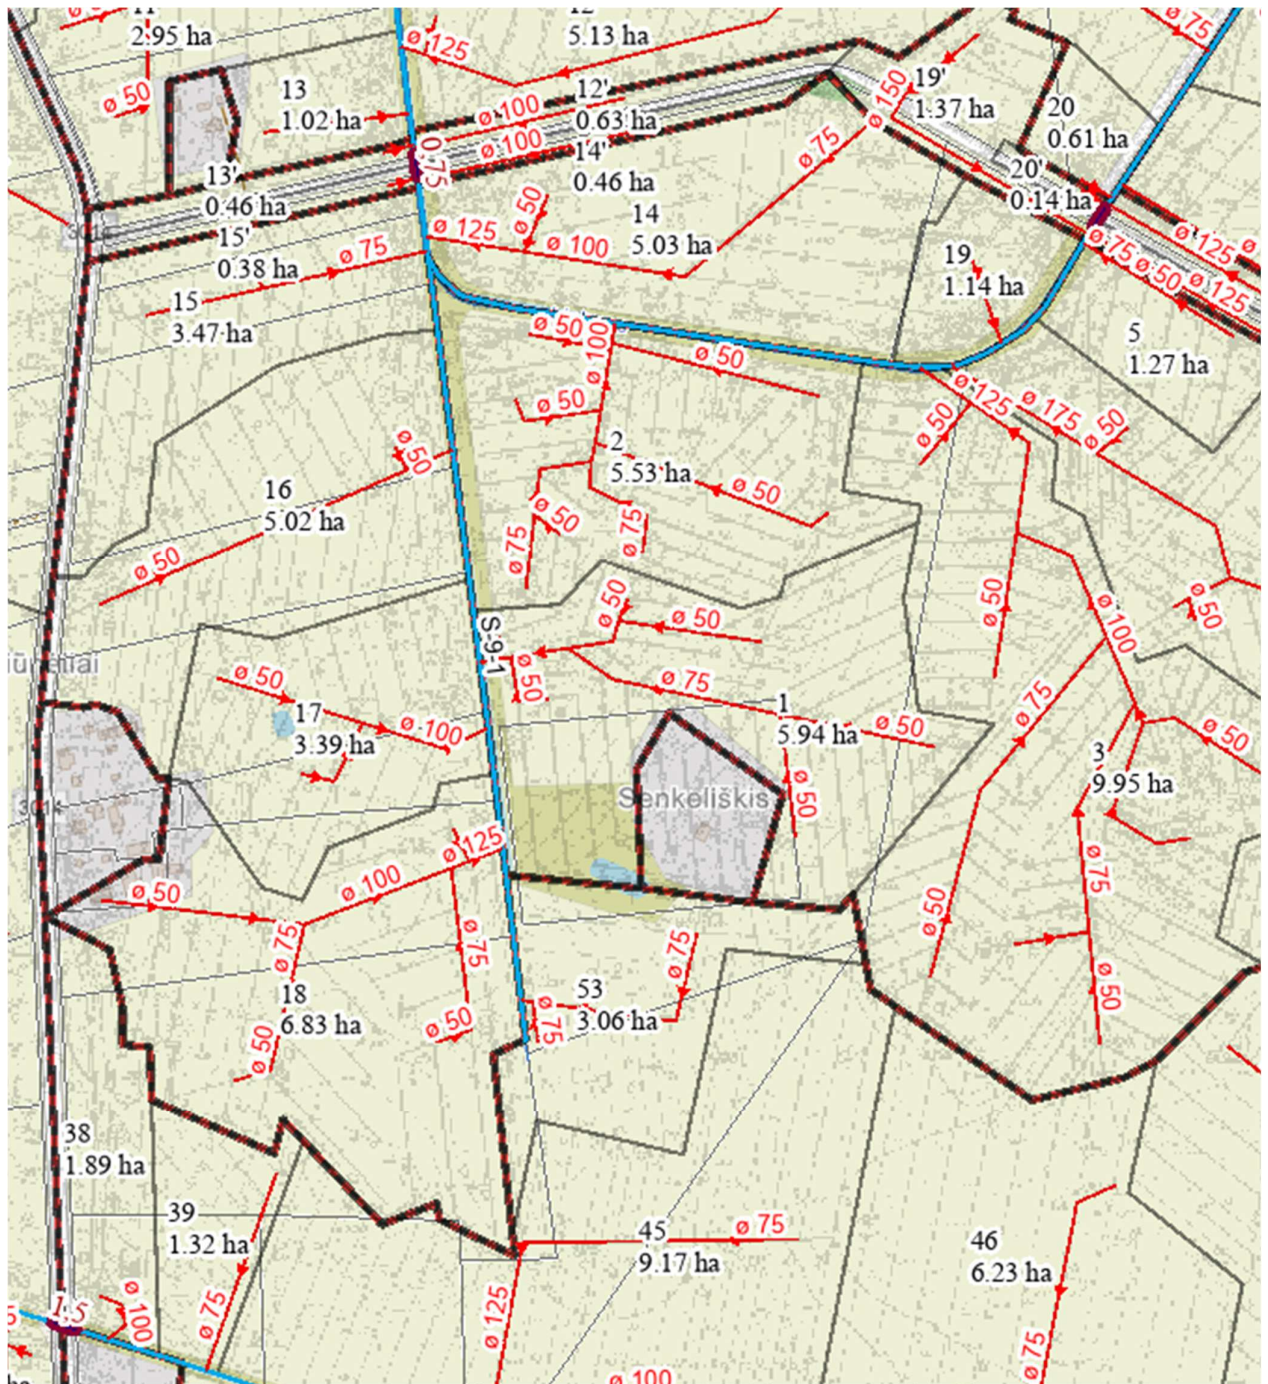 11
2.95 ha
12
5.13 ha
ø 125
ø 75
ø 50
13
1.02 ha
ø 100
12'
0.63 ha
ø 150
19'
1.37 ha
20
0.61 ha
0.75
ø 100
14'
0.46 ha
ø 75
13'
0.46 ha
20'
0.14 ha
15'
0.38 ha
ø 75
ø 125
ø 50
ø 100
14
5.03 ha
19
1.14 ha
ø 75
ø 50
ø 125
ø 125
15
3.47 ha
ø 50
ø 100
ø 50
5
1.27 ha
ø 50
ø 125
ø 175
ø 50
ø 50
ø 50
2
5.53 ha
16
5.02 ha
ø 50
ø 50
ø 75
ø 75
ø 50
ø 50
ø 50
ø 50
ø 50
ø 100
S-9-1
ø 50
ø 75
ø 50
17
3.39 ha
ø 100
1
5.94 ha
ø 50
ø 75
ø 50
3
9.95 ha
Senkeliškis
ø 50
ø 125
ø 100
ø 50
ø 75
ø 50
ø 75
ø 75
ø 75
18
6.83 ha
53
3.06 ha
ø 75
ø 50
ø 50
ø 50
38
1.89 ha
39
1.32 ha
45
9.17 ha
ø 75
46
6.23 ha
1.5
ø 100
ø 75
ø 125
ø 75
ø 100